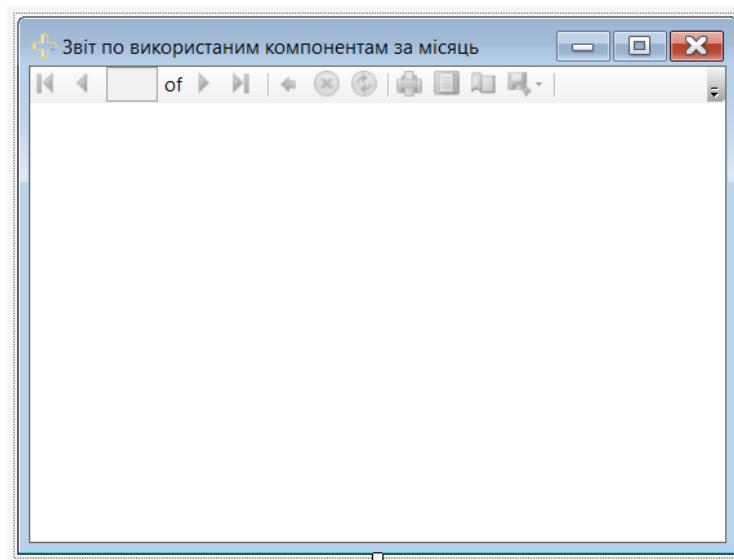 Звіт по використаним компонентам за місяць
of